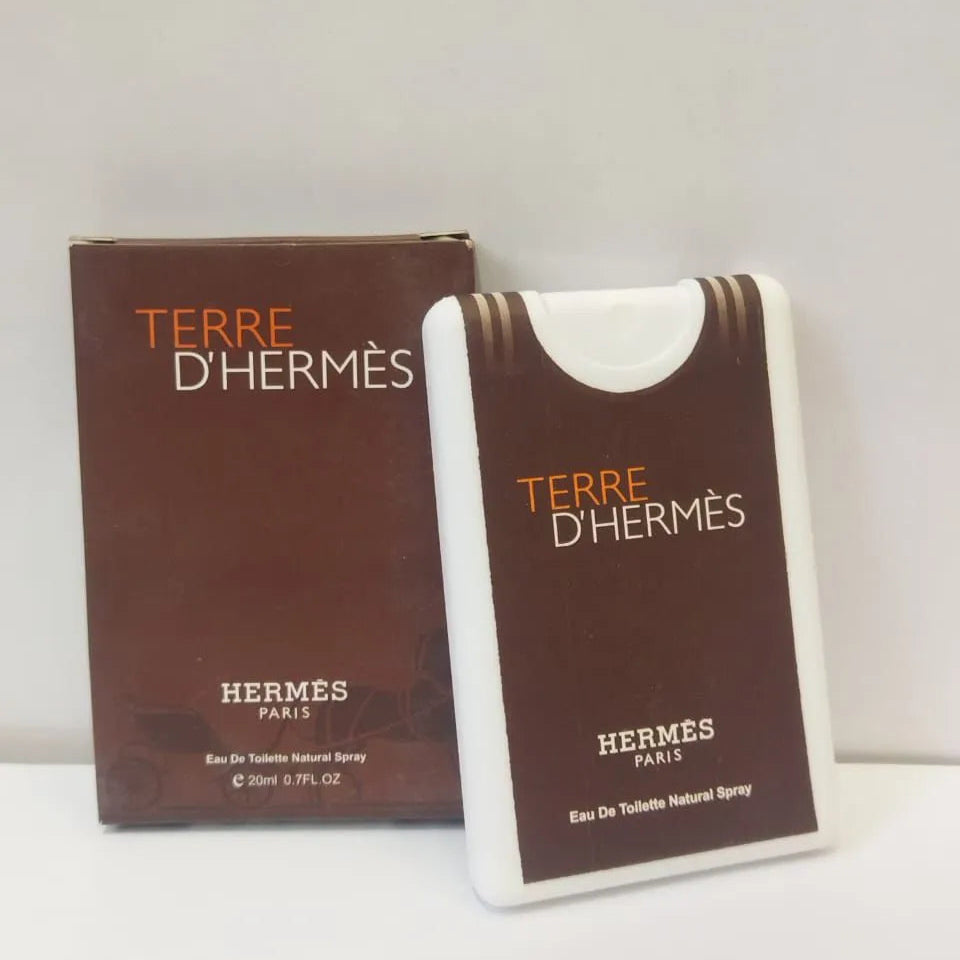 TERRE
D'HERMÈS
HERMÈS
PARIS
Eau De Toilette Natural Spray
℮ 20ml 0.7FL.OZ
TERRE
D'HERMÈS
HERMÈS
PARIS
Eau De Toilette Natural Spray